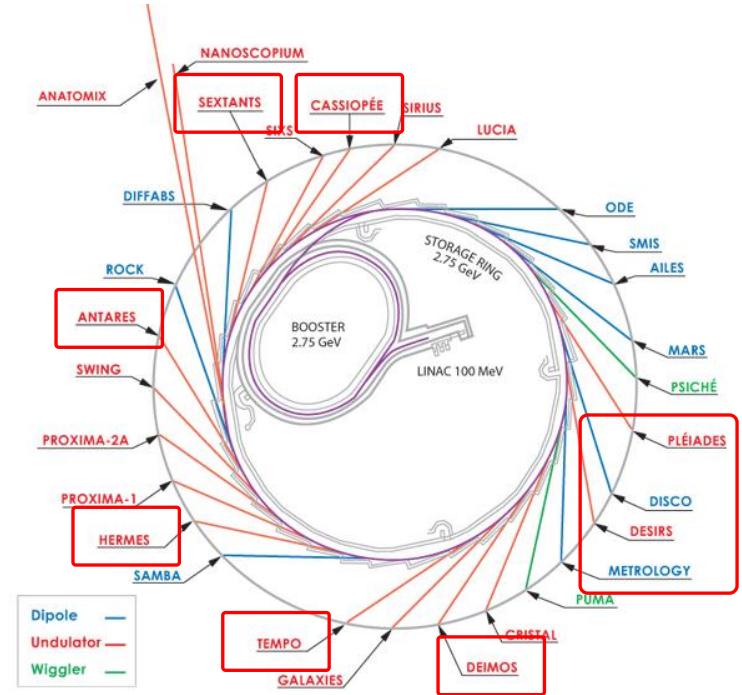 NANOSCOPIUM
ANATOMIX
SEXTANTS
CASSIOPÉE
SIRIUS
SIXS
LUCIA
DIFFABS
ODE
SMIS
AILES
ROCK
ANTARES
SWING
PROXIMA-2A
PROXIMA-1
HERMES
SAMBA
STORAGE RING
2.75 GeV
BOOSTER
2.75 GeV
LINAC 100 MeV
MARS
PSICHÉ
PLÉIADES
DISCO
DESIRS
METROLOGY
PUMA
CRISTAL
DEIMOS
GALAXIES
TEMPO
Dipole
Undulator
Wiggler